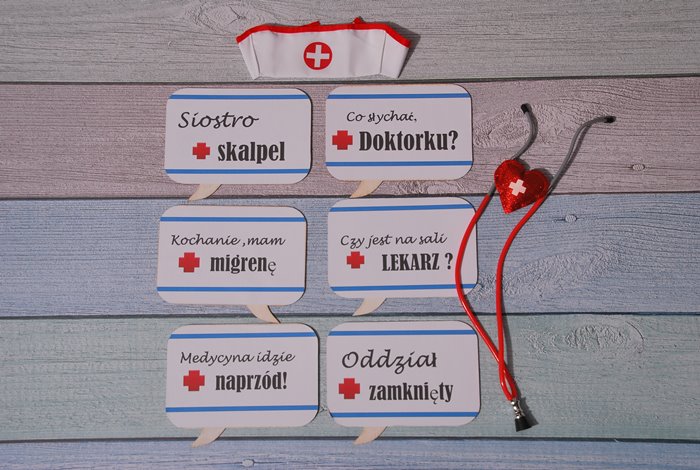 Siostro
skalpel
Co słychać,
Doktorku?
Kochanie ,mam
migrenę
Czy jest na sali
LEKARZ ?
Medycyna idzie
naprzód!
Oddział
zamknięty